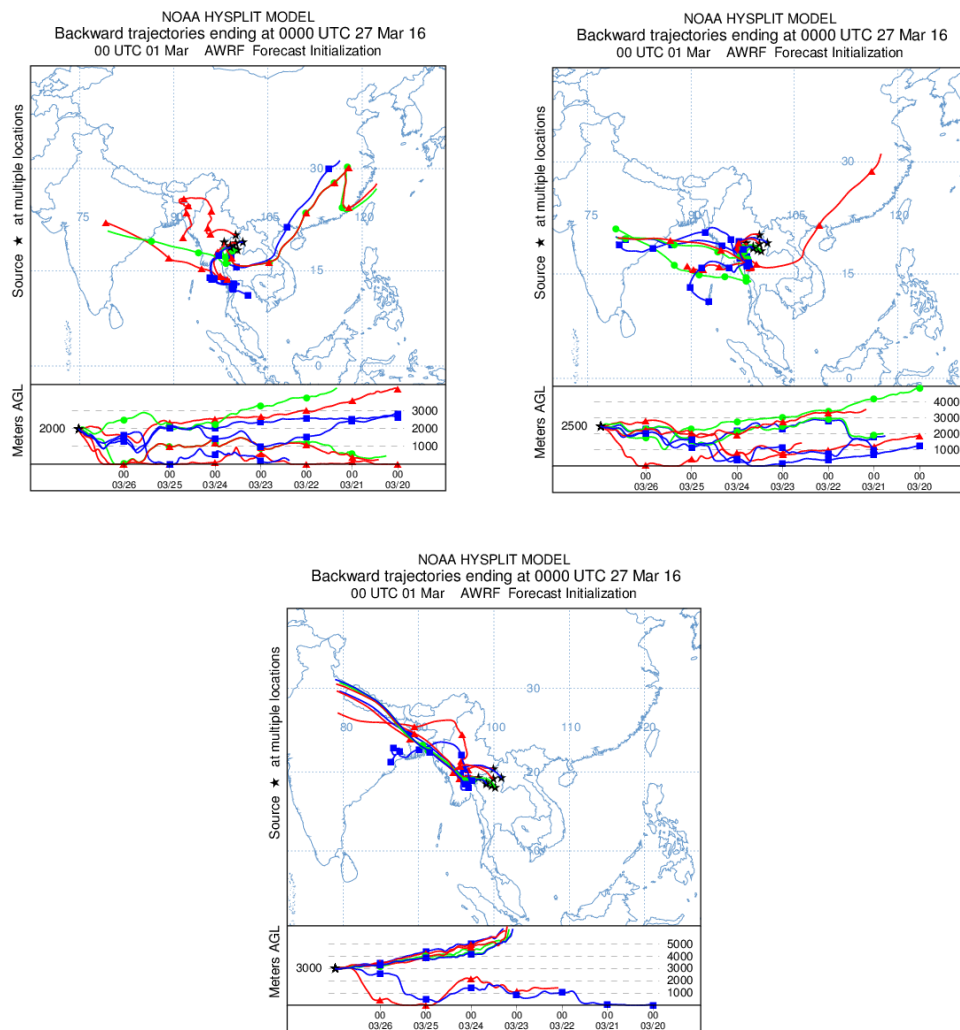 NOAA HYSPLIT MODEL
Backward trajectories ending at 0000 UTC 27 Mar 16
00 UTC 01 Mar AWRF Forecast Initialization
Source ★ at multiple locations
30
75
90
105
120
15
0
Meters AGL
2000
3000
2000
1000
00 00 00 00 00 00 00
03/26 03/25 03/24 03/23 03/22 03/21 03/20
NOAA HYSPLIT MODEL
Backward trajectories ending at 0000 UTC 27 Mar 16
00 UTC 01 Mar AWRF Forecast Initialization
Source ★ at multiple locations
30
75
90
105
120
15
0
Meters AGL
2500
4000
3000
2000
1000
00 00 00 00 00 00 00
03/26 03/25 03/24 03/23 03/22 03/21 03/20
NOAA HYSPLIT MODEL
Backward trajectories ending at 0000 UTC 27 Mar 16
00 UTC 01 Mar AWRF Forecast Initialization
Source ★ at multiple locations
30
80
90
100
110
120
20
10
Meters AGL
3000
5000
4000
3000
2000
1000
00 00 00 00 00 00 00
03/26 03/25 03/24 03/23 03/22 03/21 03/20